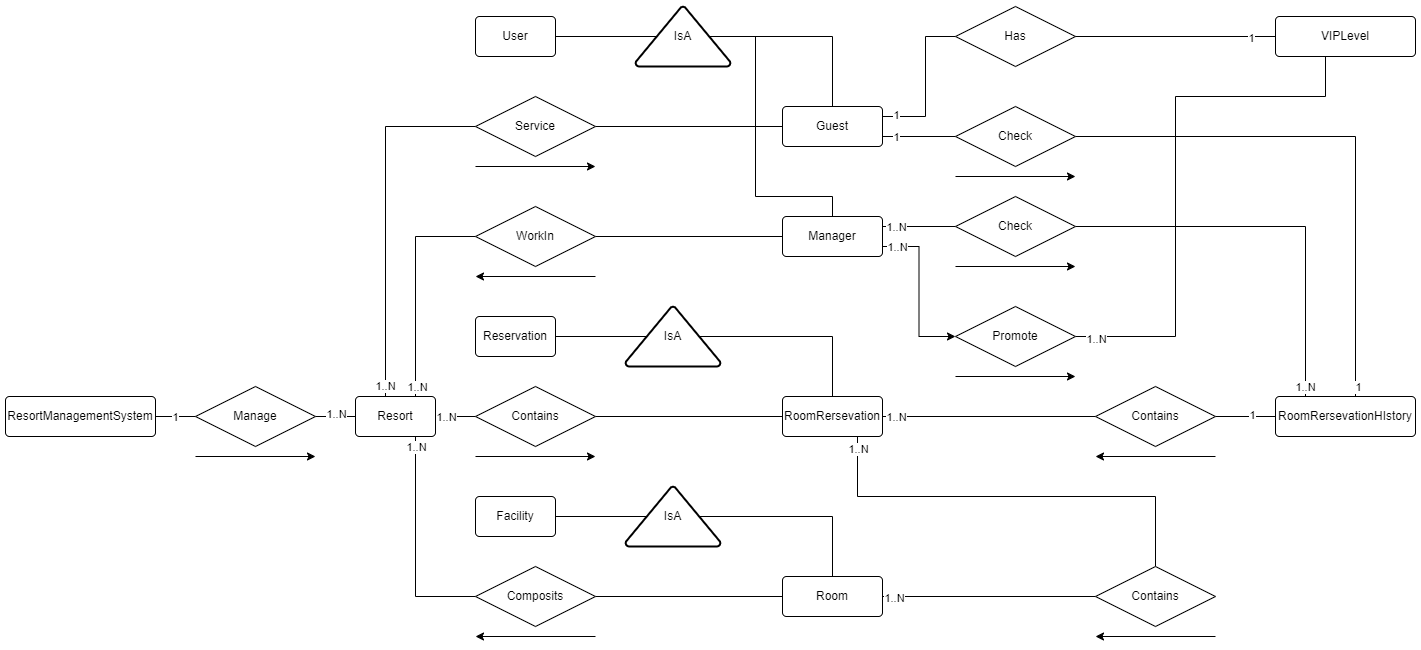 User
IsA
Has
1
VIPLevel
1
Service
Guest
1
Check
WorkIn
Manager
1..N
Check
1..N
Reservation
IsA
Promote
1..N
1..N
1..N
1..N
1
ResortManagementSystem
1
Manage
1..N
Resort
1..N
Contains
RoomRersevation
1..N
Contains
1
RoomRersevationHIstory
1..N
1..N
Facility
IsA
Composits
Room
1..N
Contains